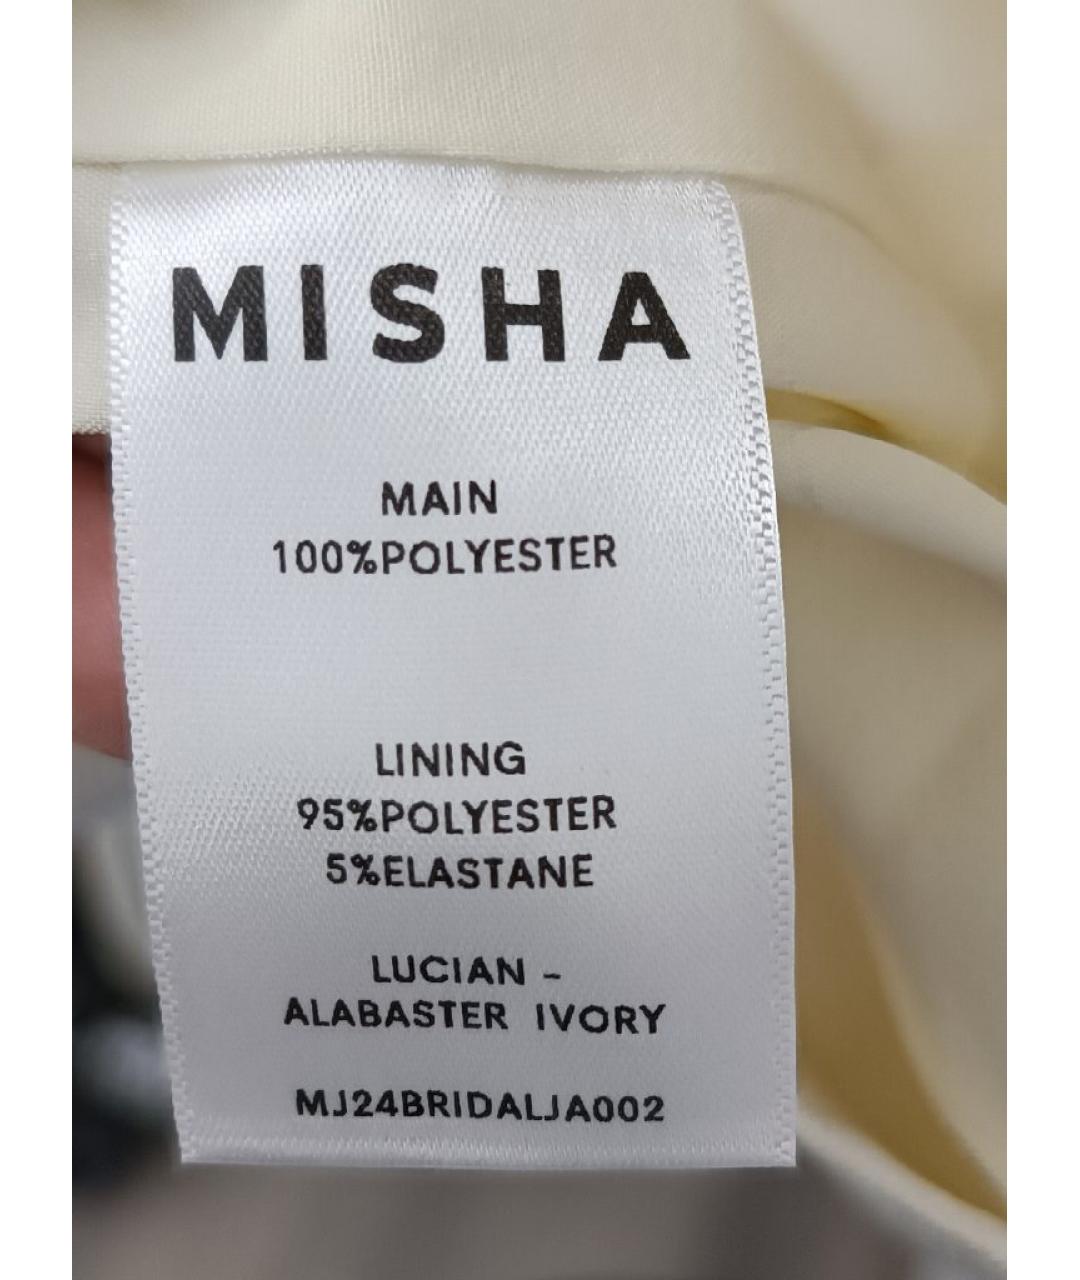 MISHA
MAIN
100%POLYESTER
LINING
95%POLYESTER
5%ELASTANE
LUCIAN -
ALABASTER IVORY
MJ24BRIDALJA002